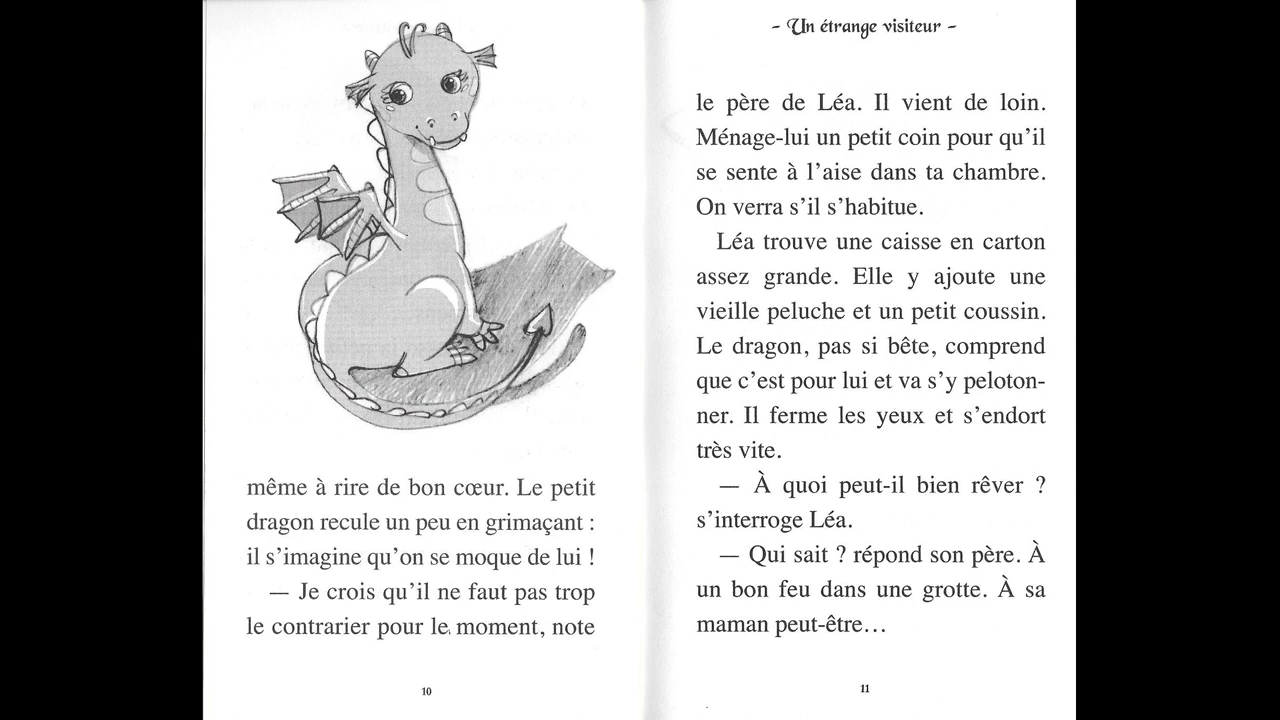 même à rire de bon cœur. Le petit
dragon recule un peu en grimaçant :
il s’imagine qu’on se moque de lui !
— Je crois qu’il ne faut pas trop
le contrarier pour le moment, note
10
~ Un étrange visiteur ~
le père de Léa. Il vient de loin.
Ménage-lui un petit coin pour qu’il
se sente à l’aise dans ta chambre.
On verra s’il s’habitue.
Léa trouve une caisse en carton
assez grande. Elle y ajoute une
vieille peluche et un petit coussin.
Le dragon, pas si bête, comprend
que c’est pour lui et va s’y peloton-
ner. Il ferme les yeux et s’endort
très vite.
— À quoi peut-il bien rêver ?
s’interroge Léa.
— Qui sait ? répond son père. À
un bon feu dans une grotte. À sa
maman peut-être…
11